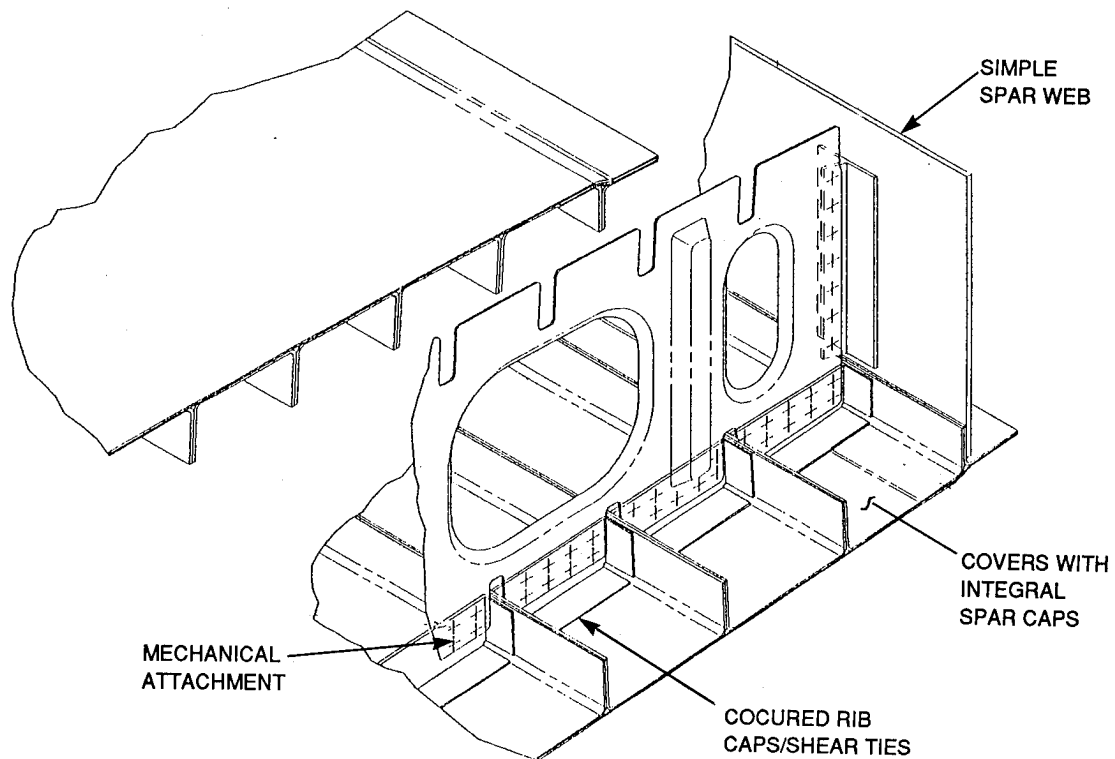 SIMPLE
SPAR WEB
COVERS WITH
INTEGRAL
SPAR CAPS
MECHANICAL
ATTACHMENT
COCURED RIB
CAPS/SHEAR TIES